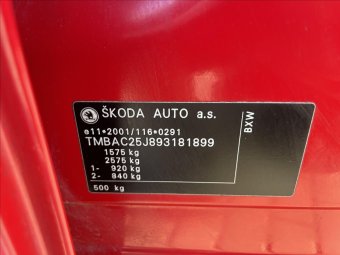 ŠKODA AUTO a.s.
e11*2001/116*0291
TMBAC25J893181899
1575 kg
2575 kg
1- 920 kg
2- 840 kg
500 kg
BXW